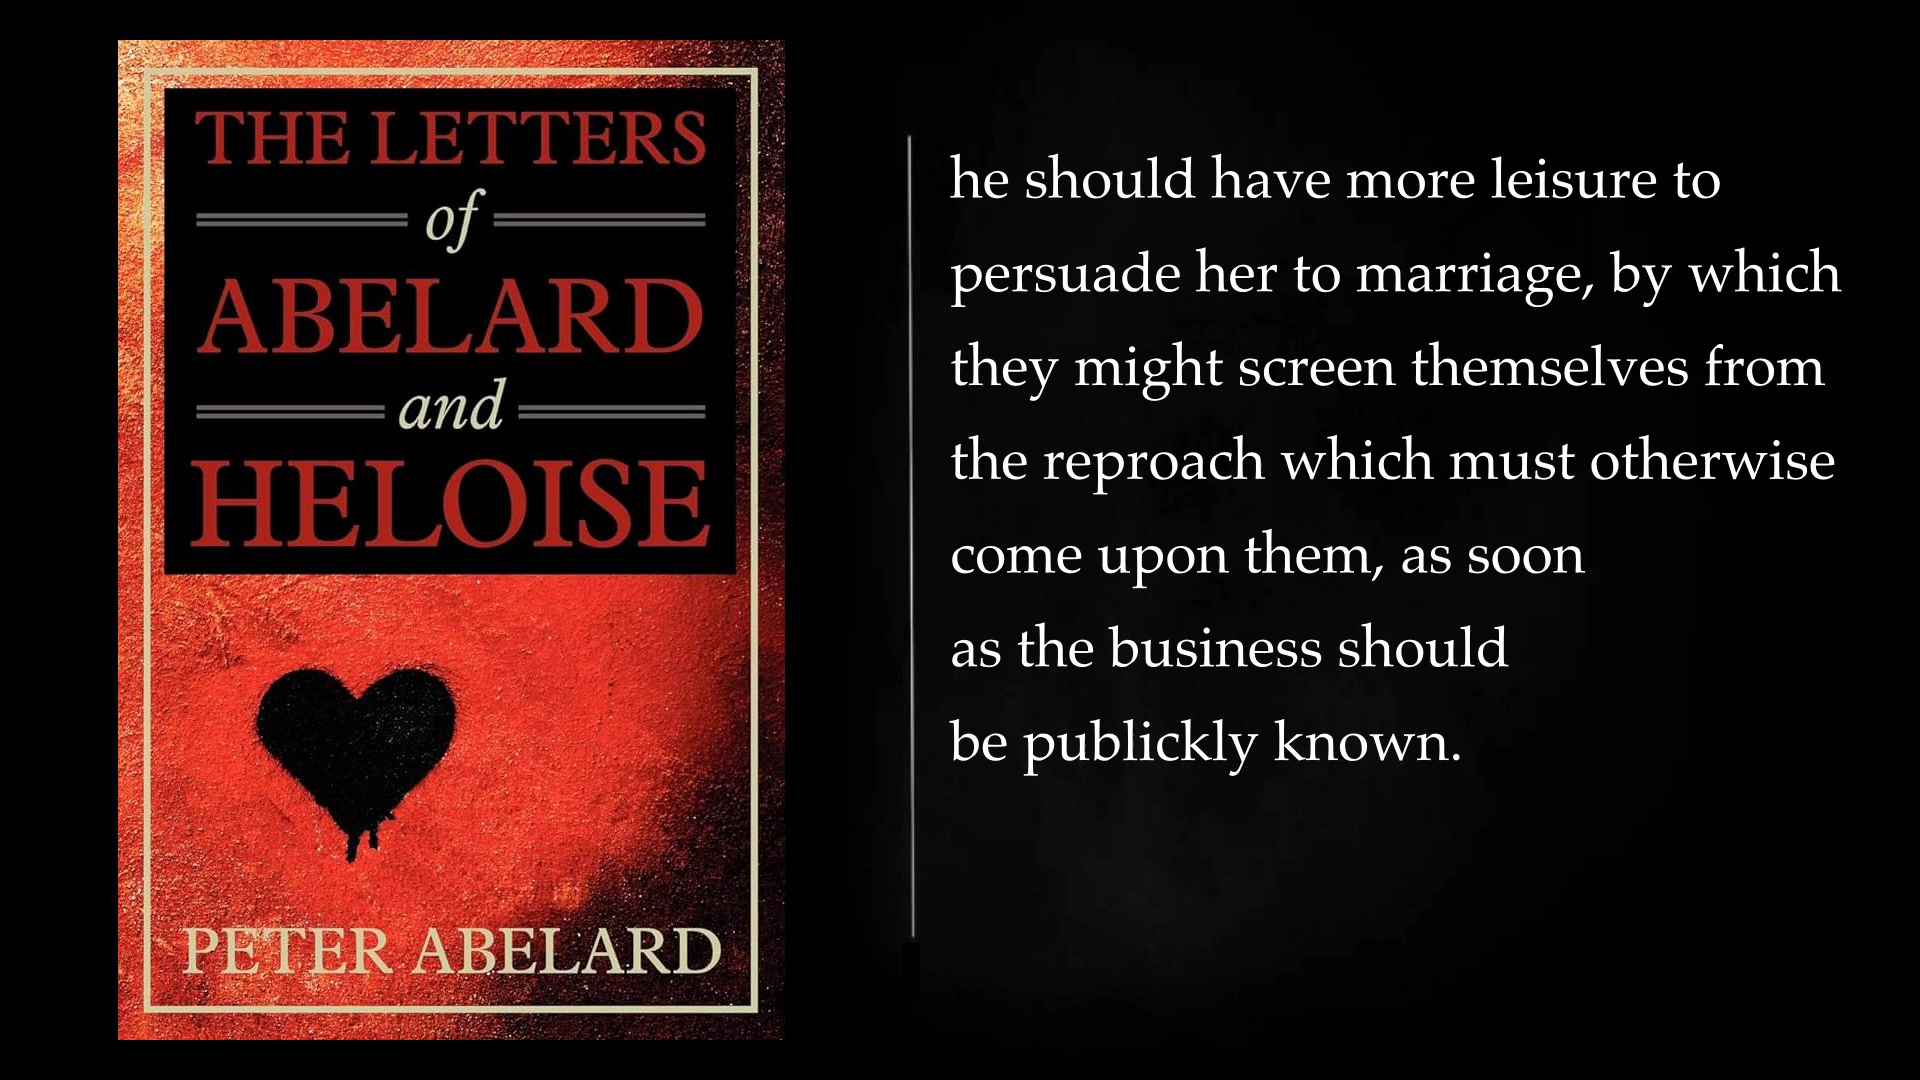 THE LETTERS
of
ABELARD
and
HELOISE
PETER ABELARD
he should have more leisure to
persuade her to marriage, by which
they might screen themselves from
the reproach which must otherwise
come upon them, as soon
as the business should
be publickly known.